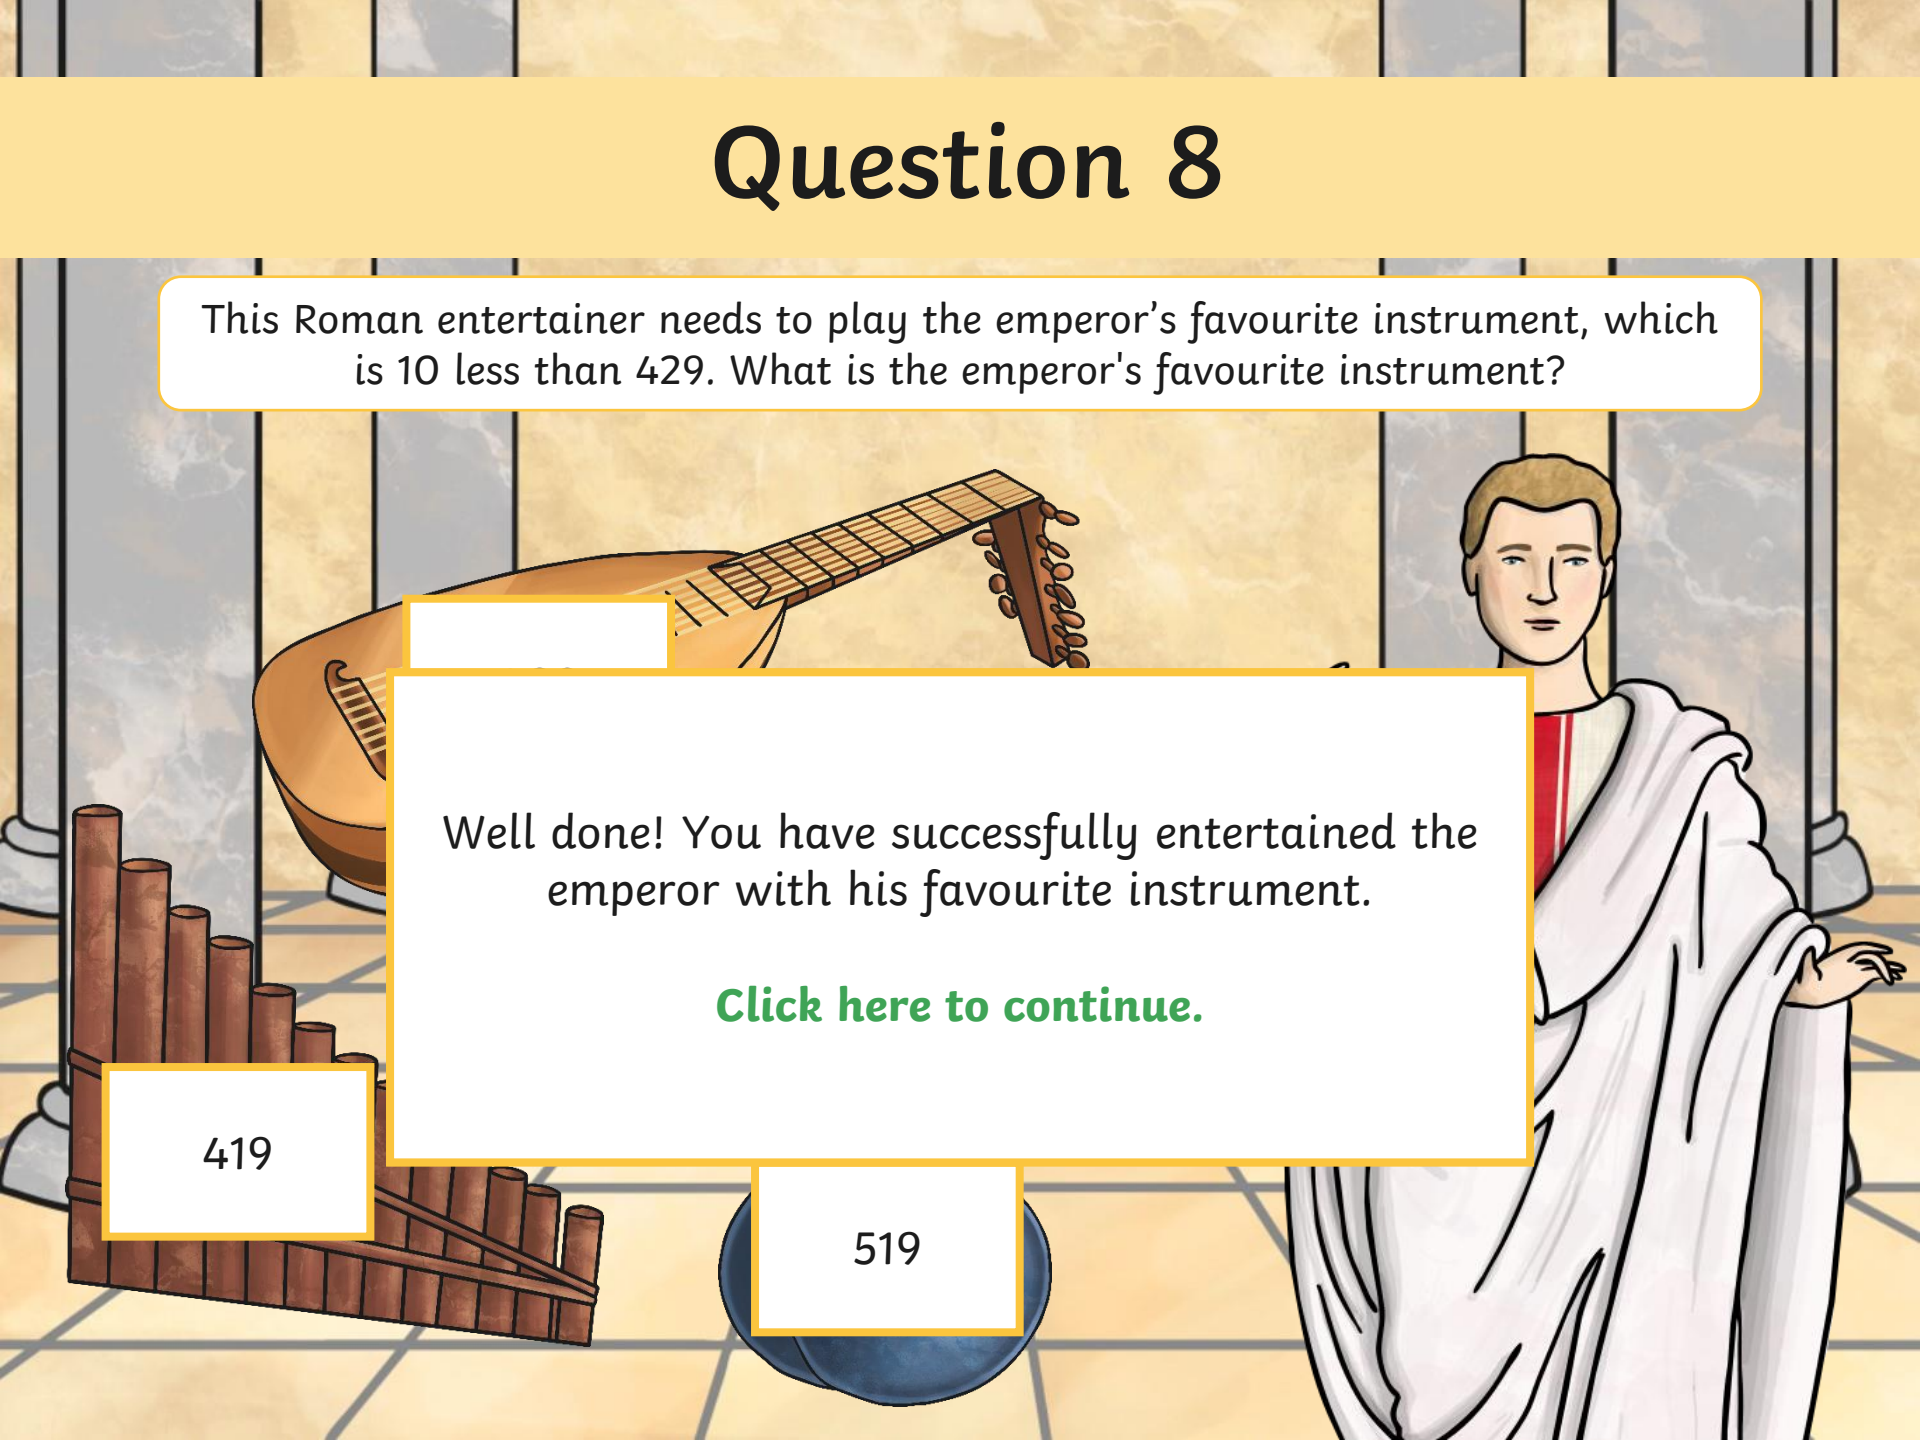 Question 8
This Roman entertainer needs to play the emperor’s favourite instrument, which
is 10 less than 429. What is the emperor's favourite instrument?
Well done! You have successfully entertained the
emperor with his favourite instrument.
Click here to continue.
419
519